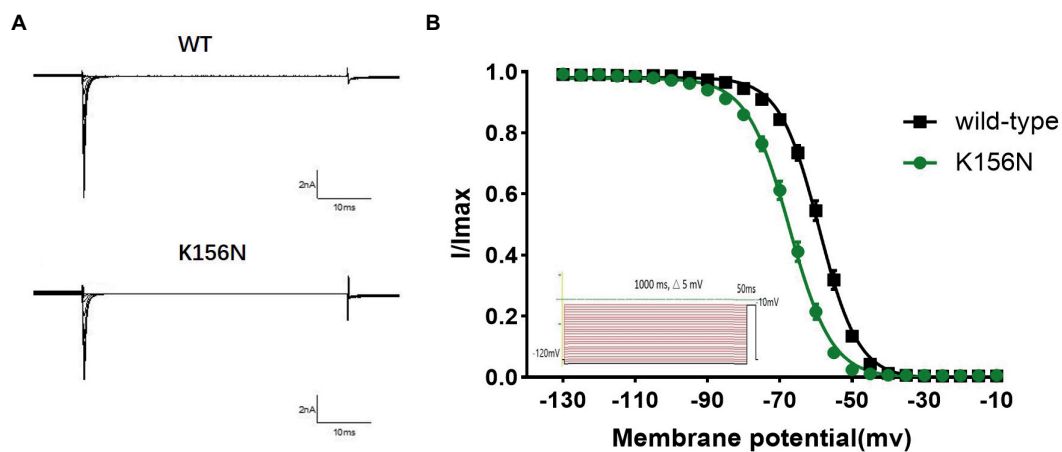 A
WT
2nA
10ms
K156N
2nA
10ms
B
I/Imax
1.0
0.8
0.6
0.4
0.2
0.0
1000 ms, △ 5 mV
50ms
-10mV
-120mV
-130
-110
-90
-70
-50
-30
-10
Membrane potential(mv)
wild-type
K156N